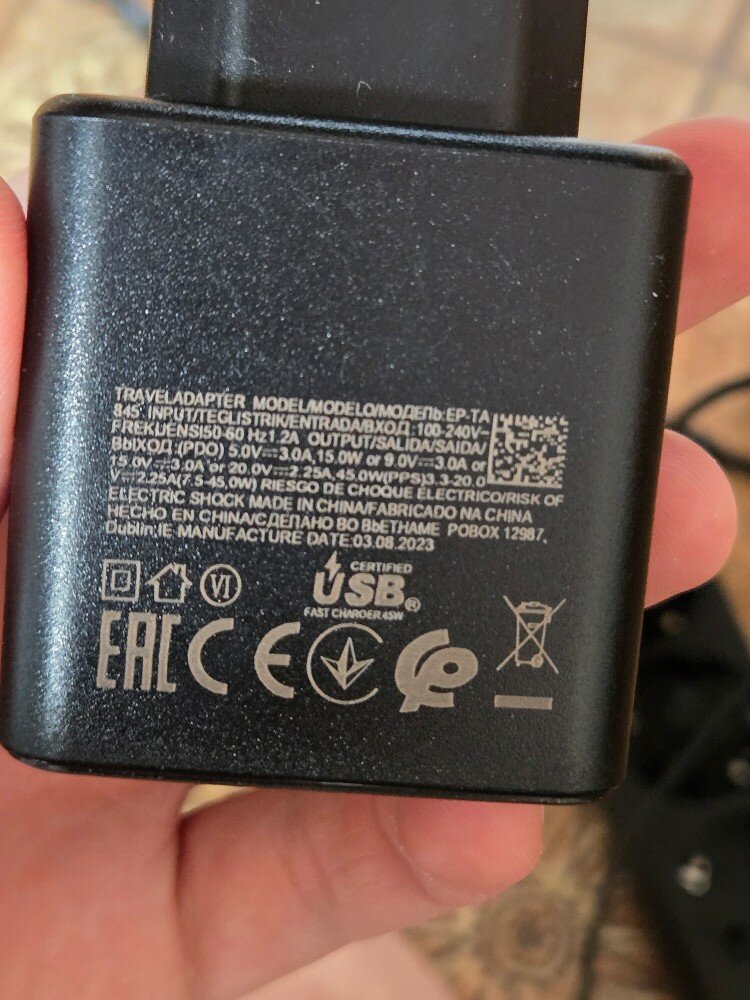 TRAVELADAPTER MODEL/MODELO/МОДЕЛЬ:EP-TA
845 INPUT/TECLISTRIV/ENTRADA/ВХОД :100-240V~
FREKUENSI50-60 Hz1.2A OUTPUT/SALIDA/SAIDA/
ВЫХОД:(PDO) 5.0V⎓3.0A,15.0W or 9.0V⎓3.0A or
15.0V⎓3.0A or 20.0V⎓2.25A,45.0W(PPS)3.3-20.0
V⎓2.25A(7.5-45.0W) RIESGO DE CHOQUE ELECTRICO/RISK OF
ELECTRIC SHOCK MADE IN CHINA/FABRICADO NA CHINA
HECHO EN CHINA/СДЕЛАНО ВО ВЬЕТНАМЕ POBOX 12987,
Dublin.IE MANUFACTURE DATE:03.08.2023
VI
CERTIFIED
USB®
FAST CHARGER 45W
EAC CE